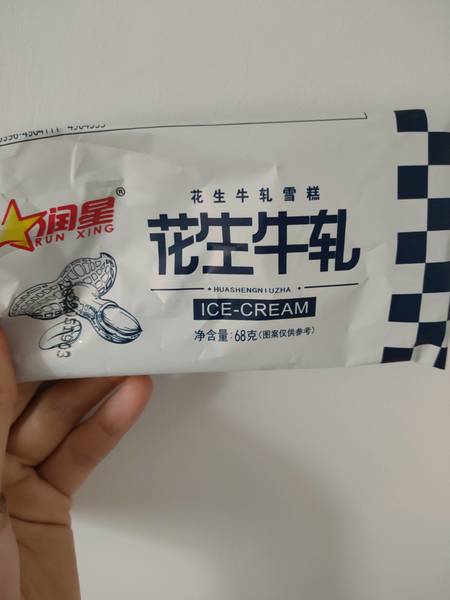 润星®
RUN XING
花生牛轧雪糕
花生牛轧
HUASHENGNIUZHA
ICE-CREAM
净含量:68克(图案仅供参考)